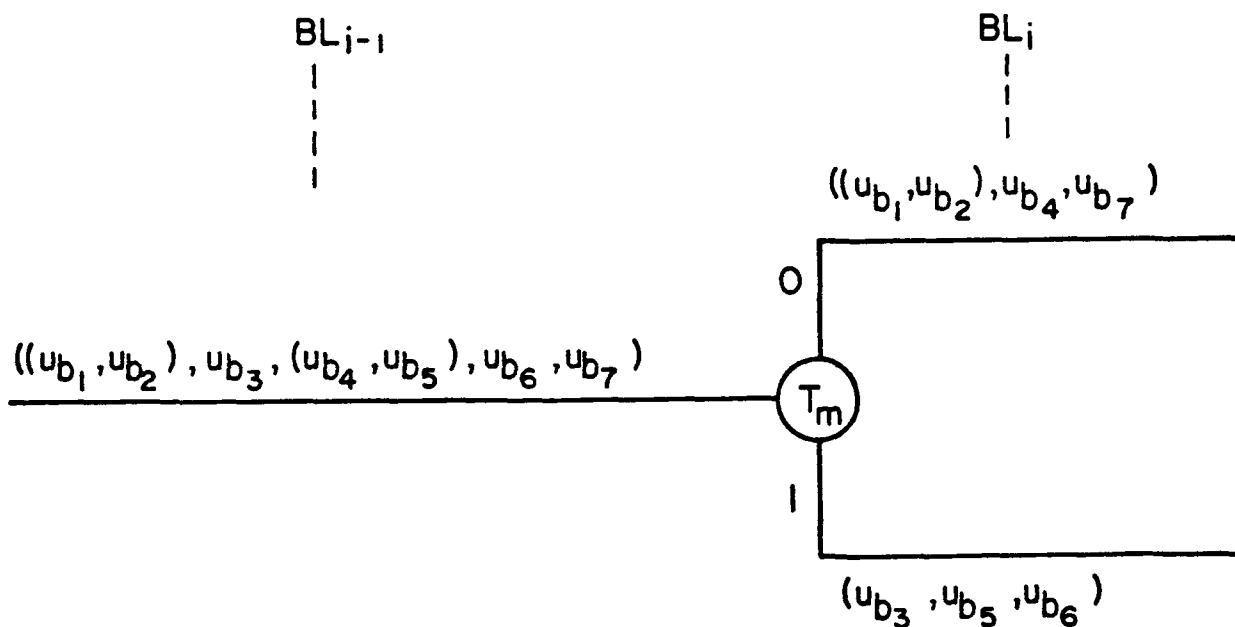 BL_{i-1} BL_i
((u_{b_1}, u_{b_2}), u_{b_4}, u_{b_7})
0
((u_{b_1}, u_{b_2}), u_{b_3}, (u_{b_4}, u_{b_5}), u_{b_6}, u_{b_7})
T_m
1
(u_{b_3}, u_{b_5}, u_{b_6})